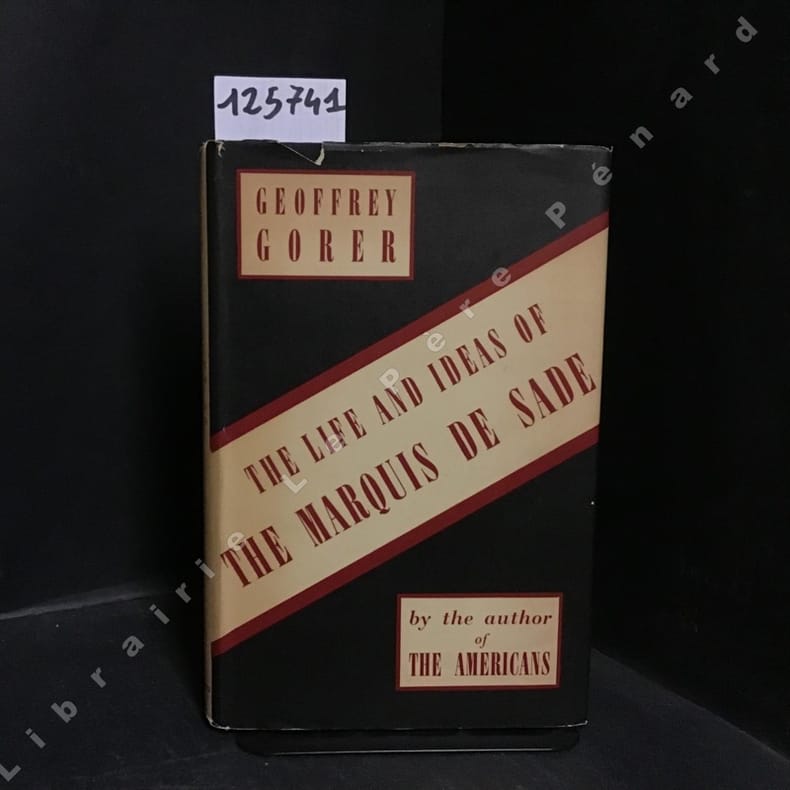 125741
GEOFFREY
GORER
THE LIFE AND IDEAS OF
THE MARQUIS DE SADE
by the author
of
THE AMERICANS
Librairie Le Père Pénard